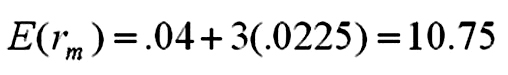 E(r_m) = .04 + 3(.0225) = 10.75